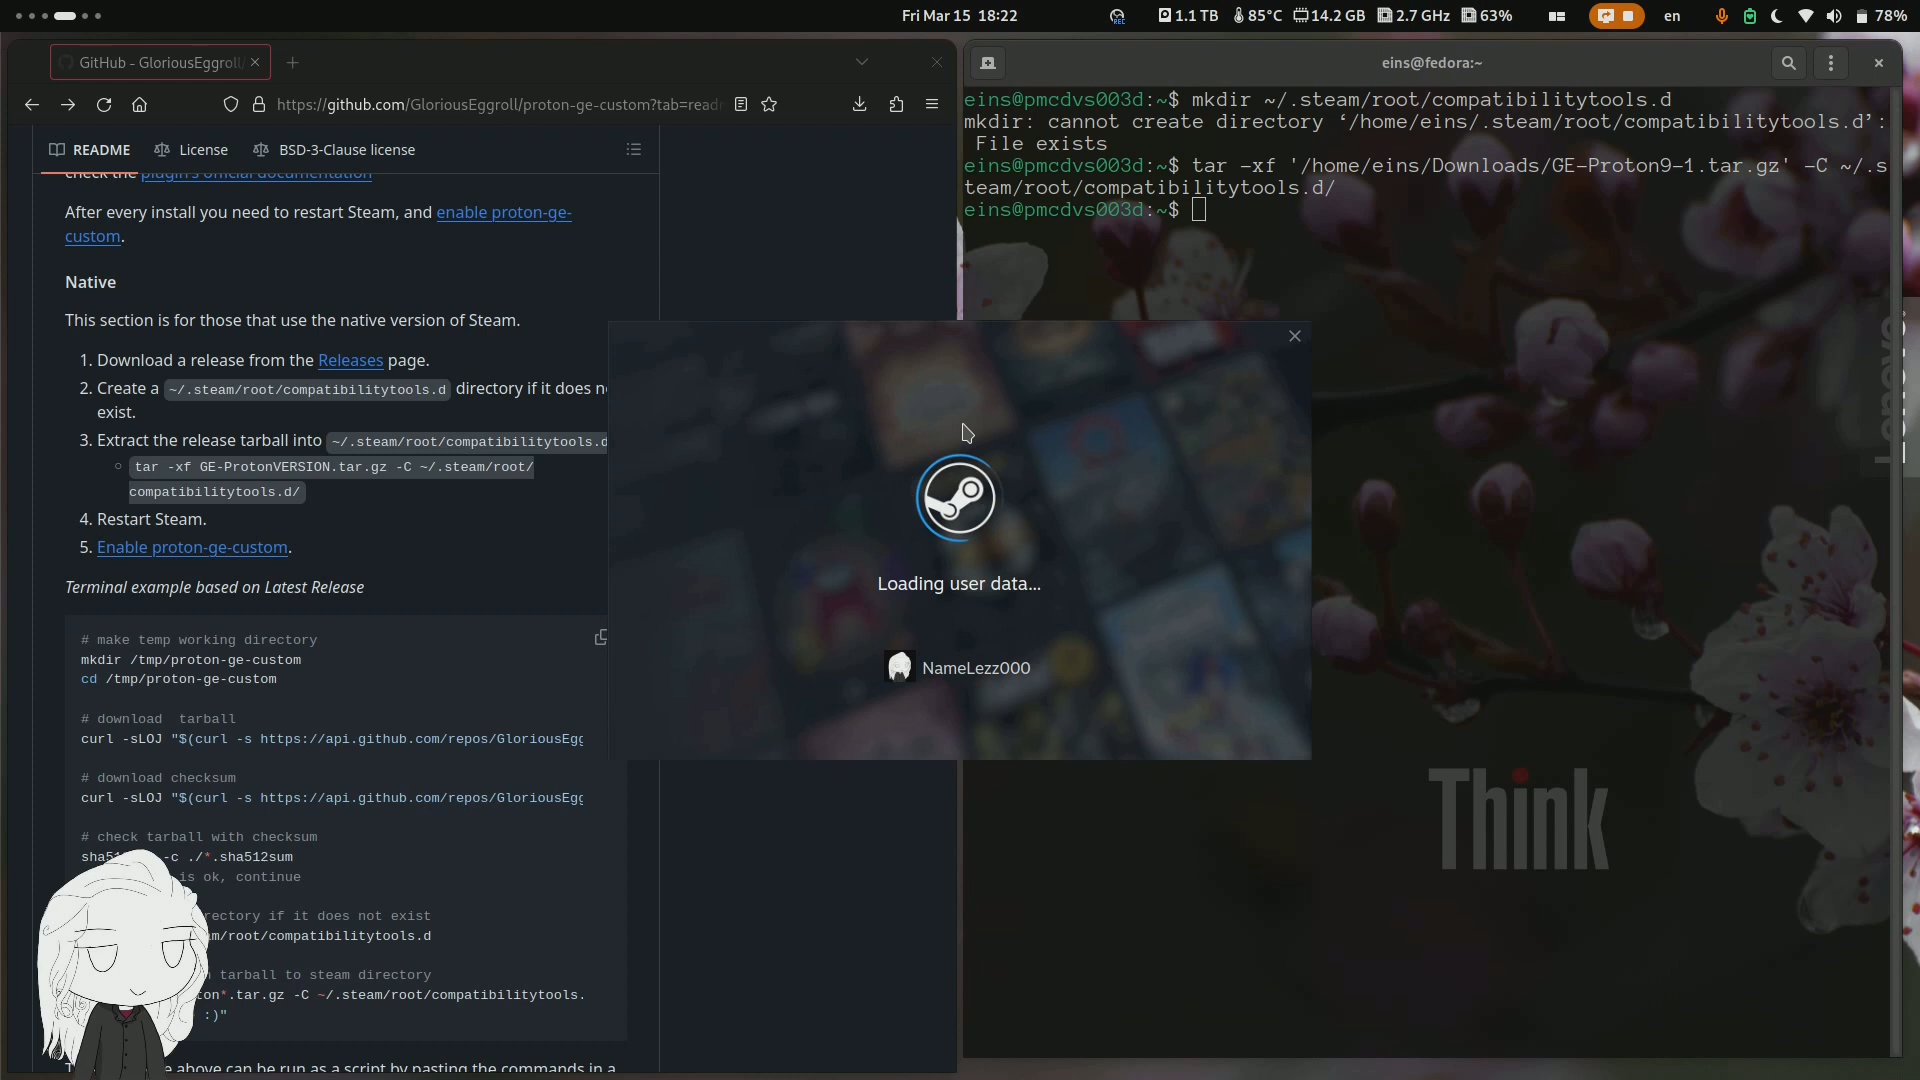 Fri Mar 15 18:22
REC
1.1 TB 85°C 14.2 GB 2.7 GHz 63%
en
78%
GitHub - GloriousEggroll/
https://github.com/GloriousEggroll/proton-ge-custom?tab=readm
README License BSD-3-Clause license
check the plugin's official documentation
After every install you need to restart Steam, and enable proton-ge-
custom.
Native
This section is for those that use the native version of Steam.
1. Download a release from the Releases page.
2. Create a ~/.steam/root/compatibilitytools.d directory if it does n
exist.
3. Extract the release tarball into ~/.steam/root/compatibilitytools.d
tar -xf GE-ProtonVERSION.tar.gz -C ~/.steam/root/
compatibilitytools.d/
4. Restart Steam.
5. Enable proton-ge-custom.
Terminal example based on Latest Release
# make temp working directory
mkdir /tmp/proton-ge-custom
cd /tmp/proton-ge-custom
# download  tarball
curl -sLOJ "$(curl -s https://api.github.com/repos/GloriousEgg
# download checksum
curl -sLOJ "$(curl -s https://api.github.com/repos/GloriousEgg
# check tarball with checksum
sha51 -c ./*.sha512sum
is ok, continue
rectory if it does not exist
m/root/compatibilitytools.d
tarball to steam directory
ton*.tar.gz -C ~/.steam/root/compatibilitytools.
:)"
above can be run as a script by pasting the commands in a
eins@fedora:~
eins@pmcdvs003d:~$ mkdir ~/.steam/root/compatibilitytools.d
mkdir: cannot create directory ‘/home/eins/.steam/root/compatibilitytools.d’:
File exists
eins@pmcdvs003d:~$ tar -xf '/home/eins/Downloads/GE-Proton9-1.tar.gz' -C ~/.s
team/root/compatibilitytools.d/
eins@pmcdvs003d:~$
Loading user data...
NameLezz000
Think